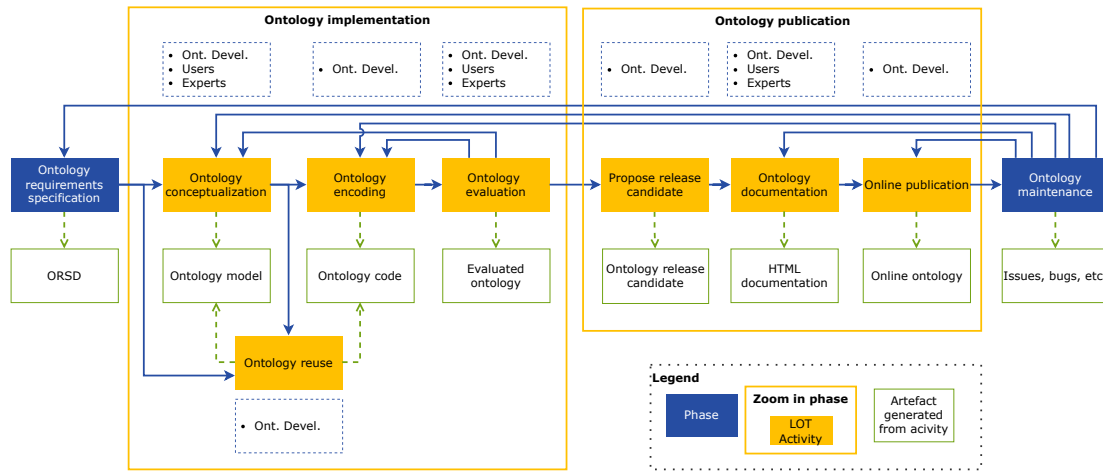 Ontology implementation
Ontology publication
• Ont. Devel.
• Users
• Experts
• Ont. Devel.
• Ont. Devel.
• Users
• Experts
• Ont. Devel.
• Ont. Devel.
• Users
• Experts
• Ont. Devel.
Ontology
requirements
specification
Ontology
conceptualization
Ontology
encoding
Ontology
evaluation
Propose release
candidate
Ontology
documentation
Online publication
Ontology
maintenance
ORSD
Ontology model
Ontology code
Evaluated
ontology
Ontology release
candidate
HTML
documentation
Online ontology
Issues, bugs, etc
Ontology reuse
• Ont. Devel.
Legend
Phase
Zoom in phase
LOT
Activity
Artefact
generated
from acivity